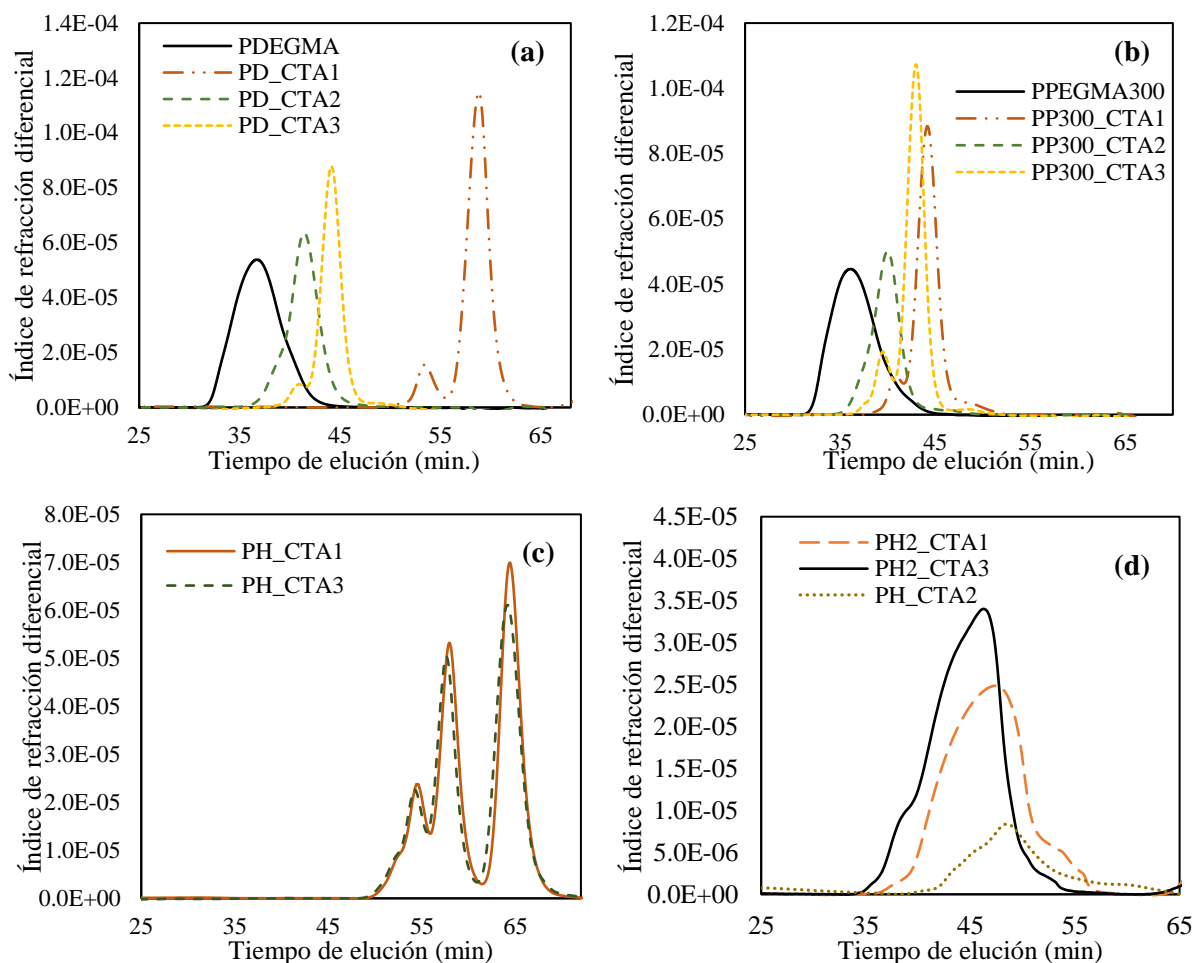 Índice de refracción diferencial
1.4E-04
1.2E-04
1.0E-04
8.0E-05
6.0E-05
4.0E-05
2.0E-05
0.0E+00
PDEGMA
PD_CTA1
PD_CTA2
PD_CTA3
(a)
25 35 45 55 65
Tiempo de elución (min.)
Índice de refracción diferencial
1.2E-04
1.0E-04
8.0E-05
6.0E-05
4.0E-05
2.0E-05
0.0E+00
(b)
PPEGMA300
PP300_CTA1
PP300_CTA2
PP300_CTA3
25 35 45 55 65
Tiempo de elución (min.)
Índice de refracción diferencial
8.0E-05
7.0E-05
6.0E-05
5.0E-05
4.0E-05
3.0E-05
2.0E-05
1.0E-05
0.0E+00
PH_CTA1
PH_CTA3
(c)
25 35 45 55 65
Tiempo de elución (min)
Índice de refracción diferencial
4.5E-05
4.0E-05
3.5E-05
3.0E-05
2.5E-05
2.0E-05
1.5E-05
1.0E-05
5.0E-06
0.0E+00
PH2_CTA1
PH2_CTA3
PH_CTA2
(d)
25 35 45 55 65
Tiempo de elución (min)